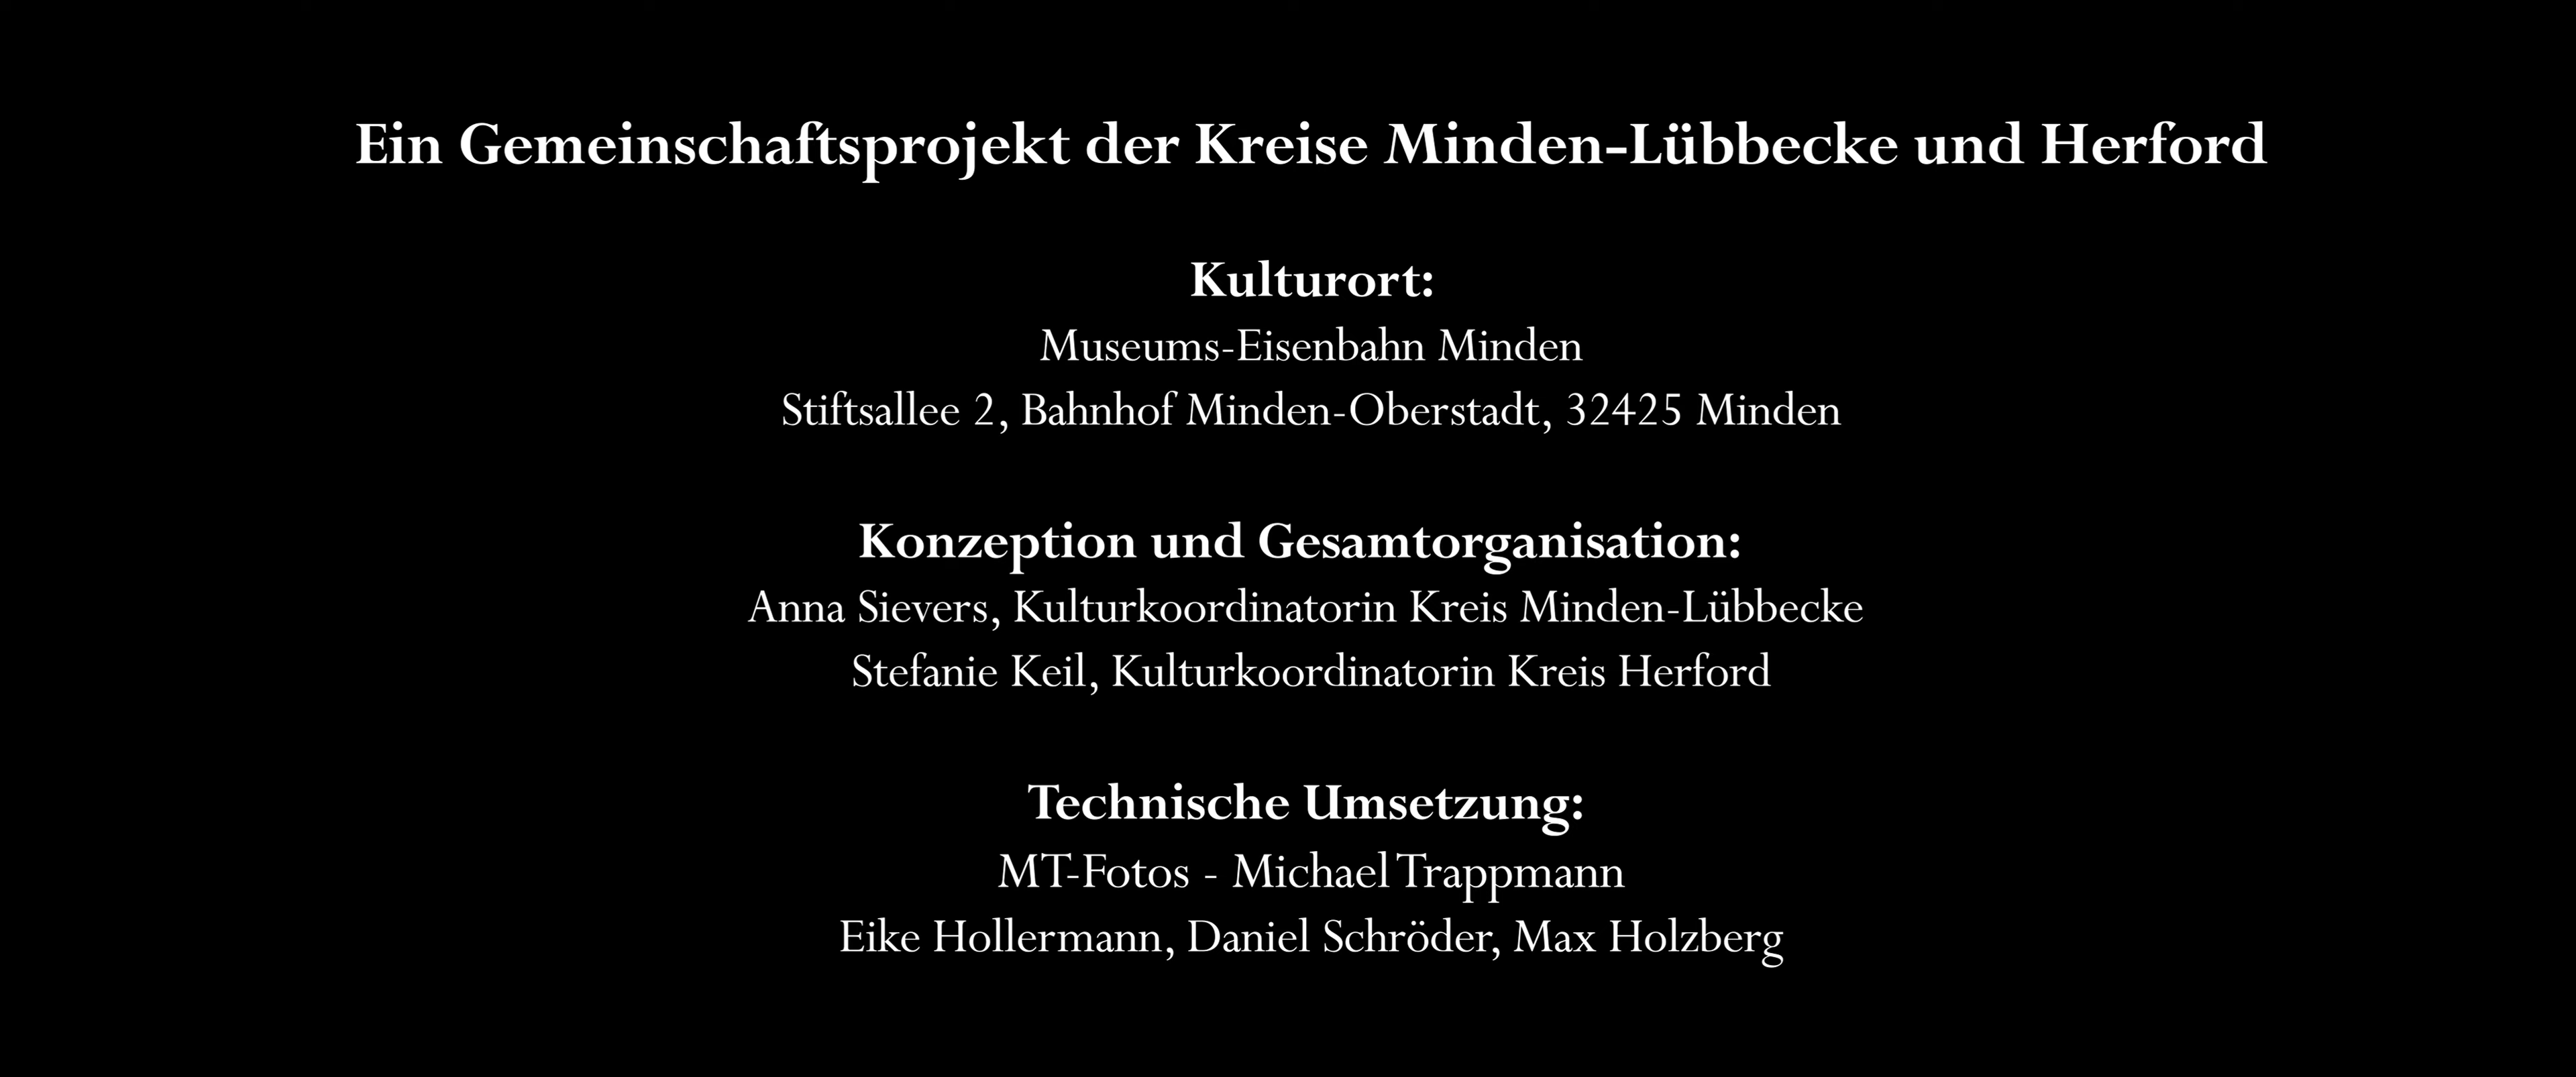 Ein Gemeinschaftsprojekt der Kreise Minden-Lübbecke und Herford
Kulturort:
Museums-Eisenbahn Minden
Stiftsallee 2, Bahnhof Minden-Oberstadt, 32425 Minden
Konzeption und Gesamtorganisation:
Anna Sievers, Kulturkoordinatorin Kreis Minden-Lübbecke
Stefanie Keil, Kulturkoordinatorin Kreis Herford
Technische Umsetzung:
MT-Fotos - Michael Trappmann
Eike Hollermann, Daniel Schröder, Max Holzberg